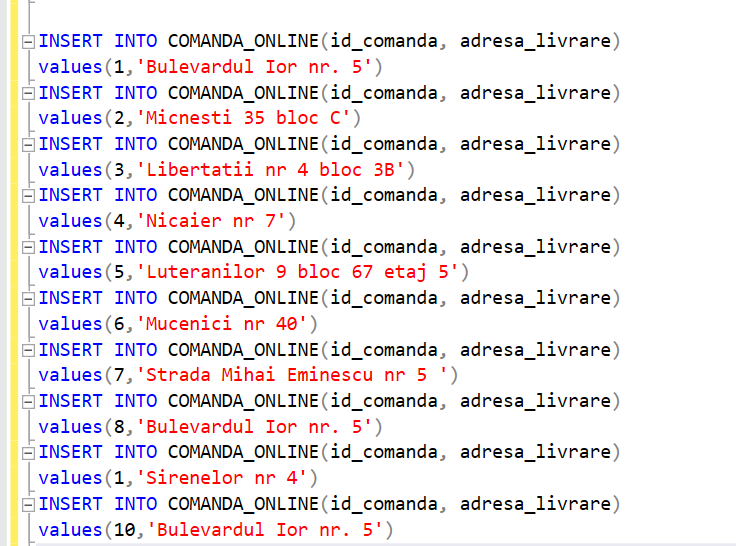 INSERT INTO COMANDA_ONLINE(id_comanda, adresa_livrare)
values(1,'Bulevardul Ior nr. 5')
INSERT INTO COMANDA_ONLINE(id_comanda, adresa_livrare)
values(2,'Micnesti 35 bloc C')
INSERT INTO COMANDA_ONLINE(id_comanda, adresa_livrare)
values(3,'Libertatii nr 4 bloc 3B')
INSERT INTO COMANDA_ONLINE(id_comanda, adresa_livrare)
values(4,'Nicaier nr 7')
INSERT INTO COMANDA_ONLINE(id_comanda, adresa_livrare)
values(5,'Luteranilor 9 bloc 67 etaj 5')
INSERT INTO COMANDA_ONLINE(id_comanda, adresa_livrare)
values(6,'Mucenici nr 40')
INSERT INTO COMANDA_ONLINE(id_comanda, adresa_livrare)
values(7,'Strada Mihai Eminescu nr 5 ')
INSERT INTO COMANDA_ONLINE(id_comanda, adresa_livrare)
values(8,'Bulevardul Ior nr. 5')
INSERT INTO COMANDA_ONLINE(id_comanda, adresa_livrare)
values(1,'Sirenelor nr 4')
INSERT INTO COMANDA_ONLINE(id_comanda, adresa_livrare)
values(10,'Bulevardul Ior nr. 5')